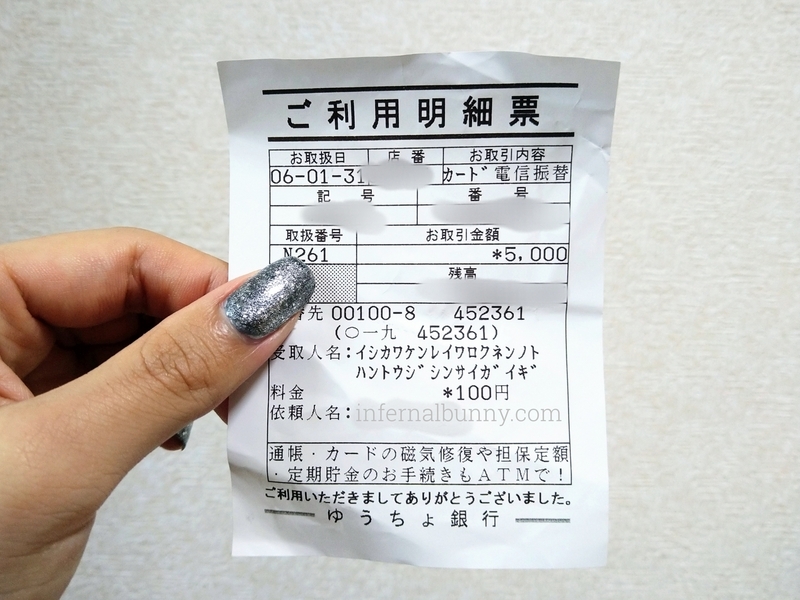 ご利用明細票
お取扱日 店番 お取引内容
06-01-31 カード電信振替
記号 番号
取扱番号 お取引金額
N261 *5,000
残高
先 00100-8 452361
(〇一九 452361)
受取人名:イシカワケンレイワロクネンノト
ハントウジシンサイガイギ
料金 *100円
依頼人名:infernalbunny.com
通帳・カードの磁気修復や担保定額
・定期貯金のお手続きもATMで!
ご利用いただきましてありがとうございました。
ゆうちょ銀行